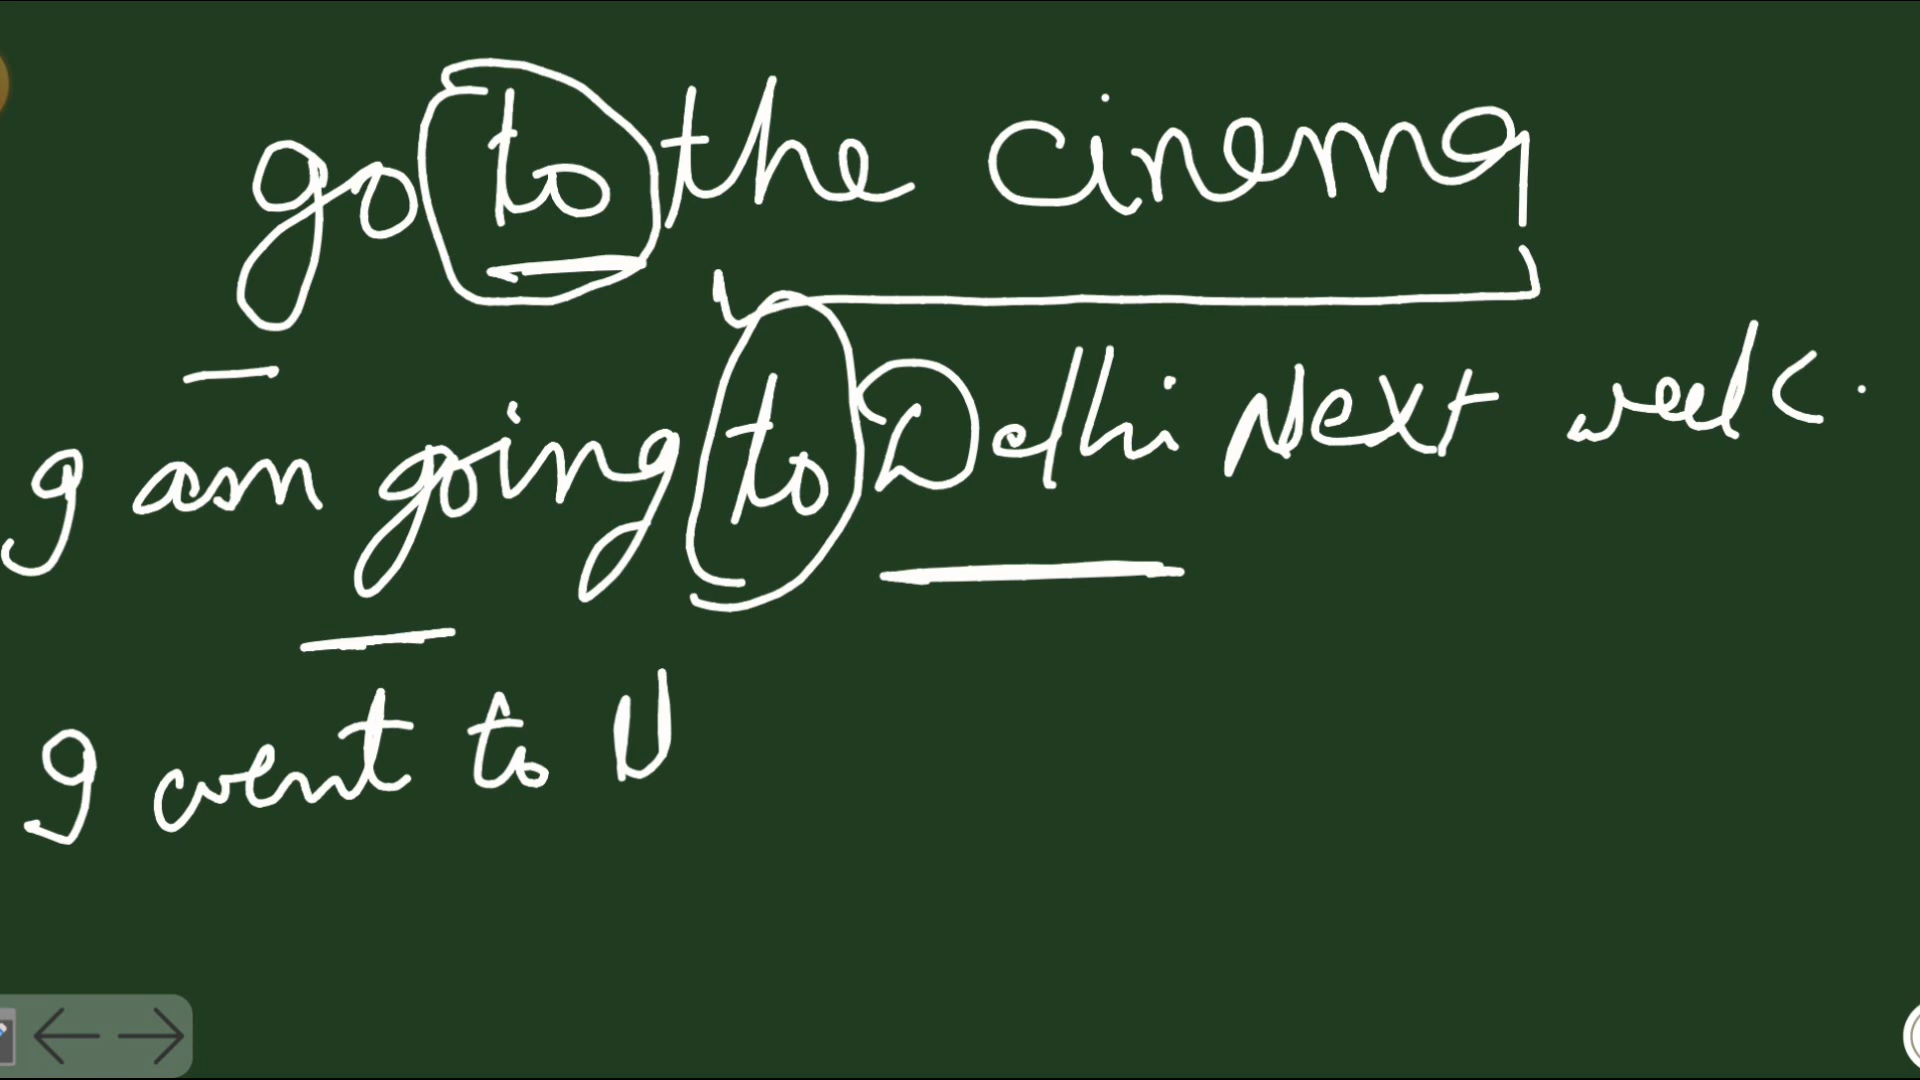 go to the cinema
I am going to Delhi Next week.
I went to